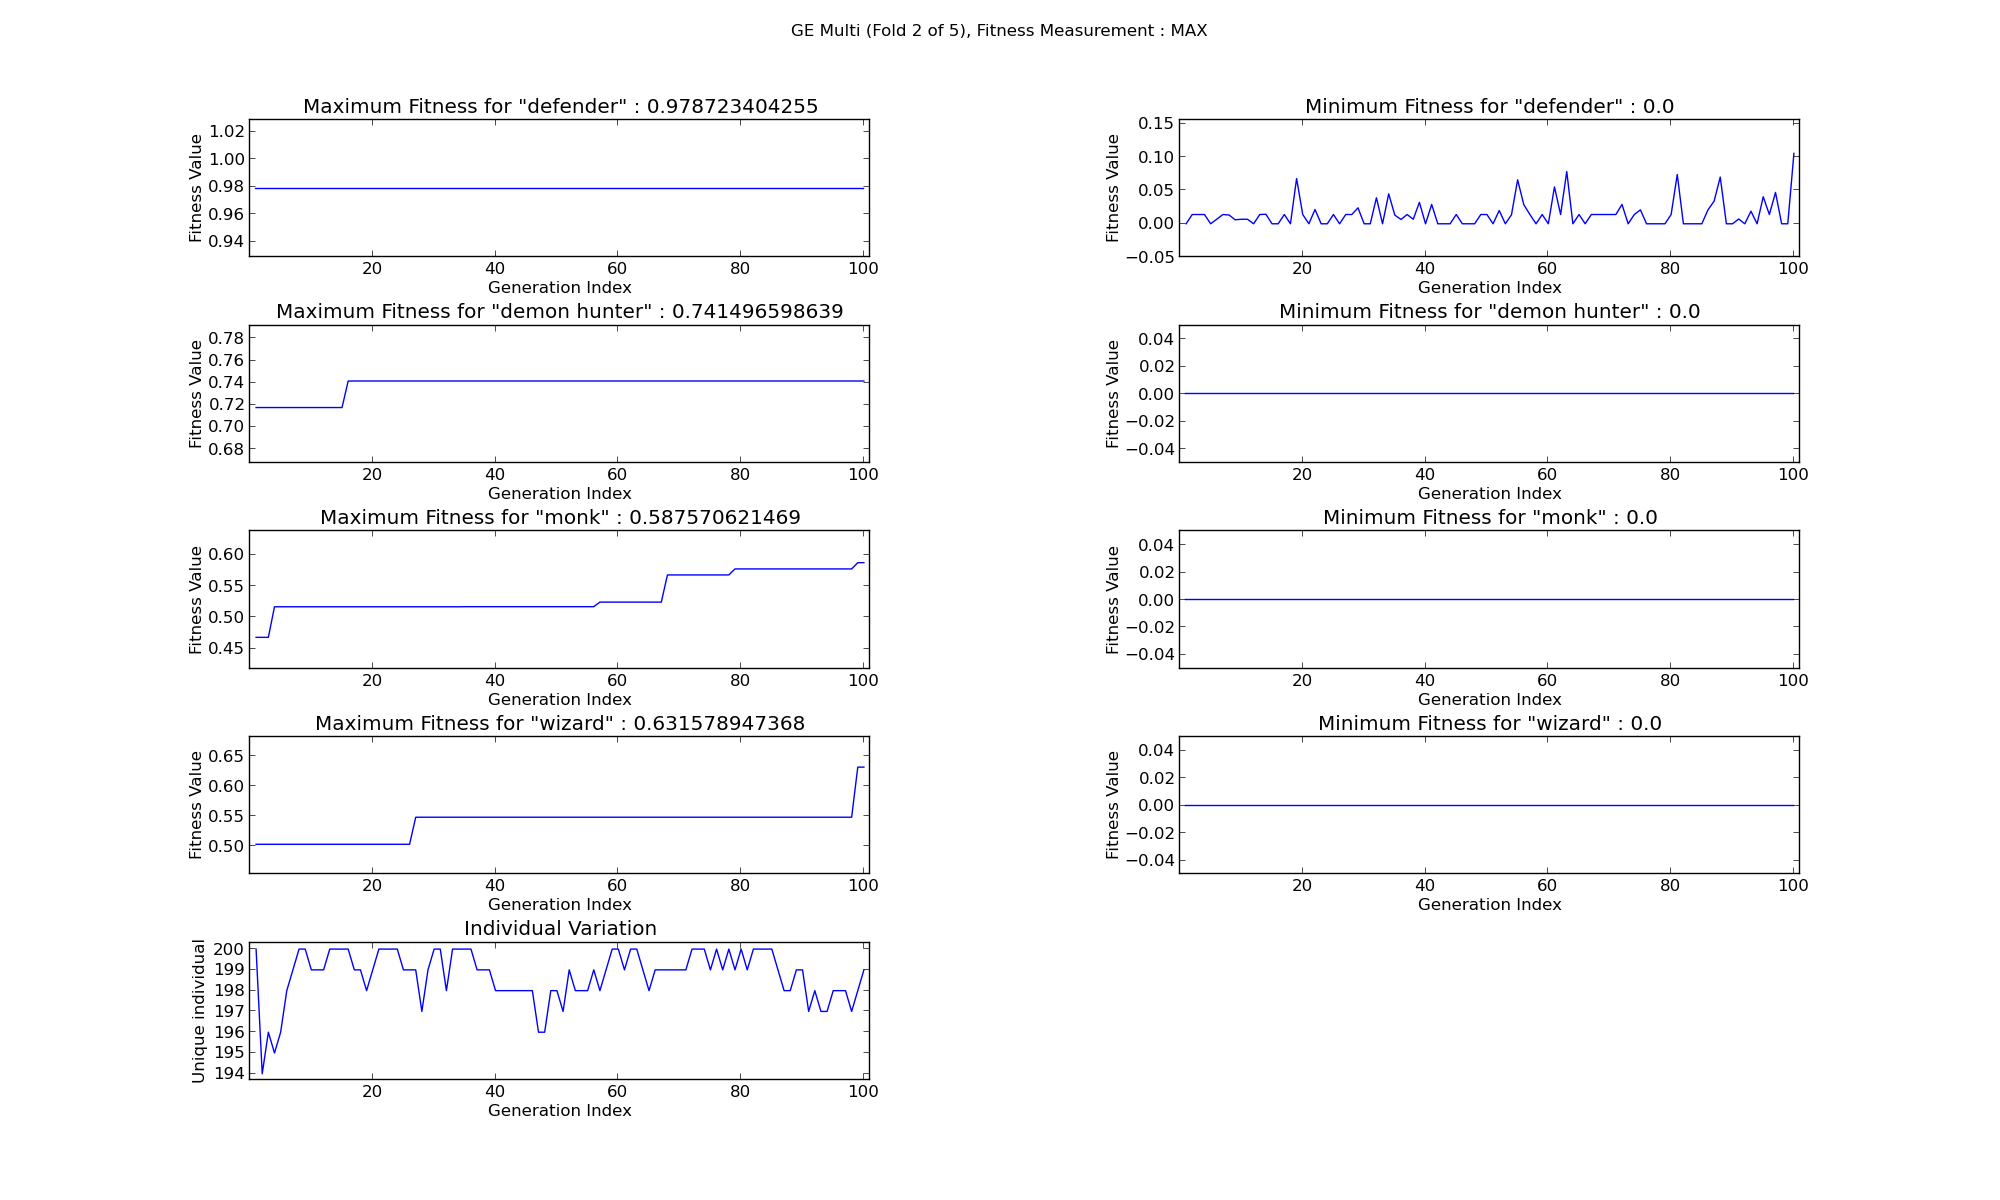 GE Multi (Fold 2 of 5), Fitness Measurement : MAX
Maximum Fitness for "defender" : 0.978723404255
Fitness Value
1.02
1.00
0.98
0.96
0.94
20 40 60 80 100
Generation Index
Minimum Fitness for "defender" : 0.0
Fitness Value
0.15
0.10
0.05
0.00
−0.05
20 40 60 80 100
Generation Index
Maximum Fitness for "demon hunter" : 0.741496598639
Fitness Value
0.78
0.76
0.74
0.72
0.70
0.68
20 40 60 80 100
Generation Index
Minimum Fitness for "demon hunter" : 0.0
Fitness Value
0.04
0.02
0.00
−0.02
−0.04
20 40 60 80 100
Generation Index
Maximum Fitness for "monk" : 0.587570621469
Fitness Value
0.60
0.55
0.50
0.45
20 40 60 80 100
Generation Index
Minimum Fitness for "monk" : 0.0
Fitness Value
0.04
0.02
0.00
−0.02
−0.04
20 40 60 80 100
Generation Index
Maximum Fitness for "wizard" : 0.631578947368
Fitness Value
0.65
0.60
0.55
0.50
20 40 60 80 100
Generation Index
Minimum Fitness for "wizard" : 0.0
Fitness Value
0.04
0.02
0.00
−0.02
−0.04
20 40 60 80 100
Generation Index
Individual Variation
Unique individual
200
199
198
197
196
195
194
20 40 60 80 100
Generation Index